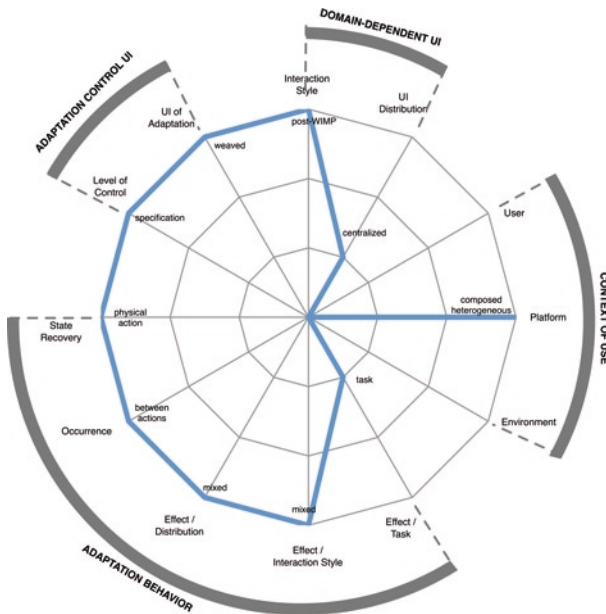 DOMAIN-DEPENDENT UI
ADAPTATION CONTROL UI
Interaction
Style
UI
Distribution
UI of
Adaptation
post-WIMP
weaved
Level of
Control
specification
User
centralized
CONTEXT OF USE
composed
heterogeneous
Platform
physical
action
State
Recovery
task
between
actions
Environment
Occurrence
mixed
mixed
Effect /
Distribution
Effect /
Task
Effect /
Interaction Style
ADAPTATION BEHAVIOR